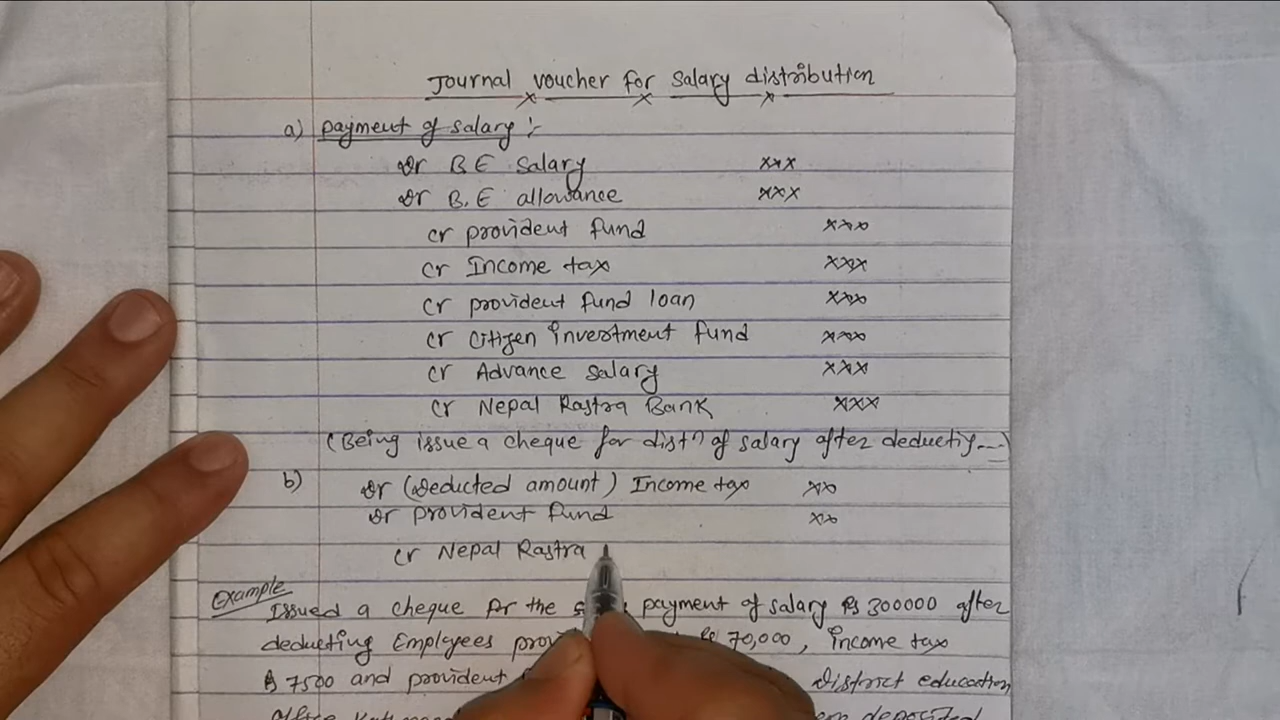 Journal voucher for salary distribution
a) payment of salary :-
Dr B.E salary xxx
Dr B.E allowance xxx
cr provident fund xxx
cr Income tax xxx
cr provident fund loan xxx
cr citizen investment fund xxx
cr Advance salary xxx
cr Nepal Rastra Bank xxx
(Being issue a cheque for distn of salary after deductig...)
b) Dr (Deducted amount) Income tax xx
Dr provident fund xx
cr Nepal Rastra
Example
Issued a cheque for the payment of salary Rs 300000 after
deducting Employees Rs 70,000, income tax
Rs 7500 and provident District education
deposited